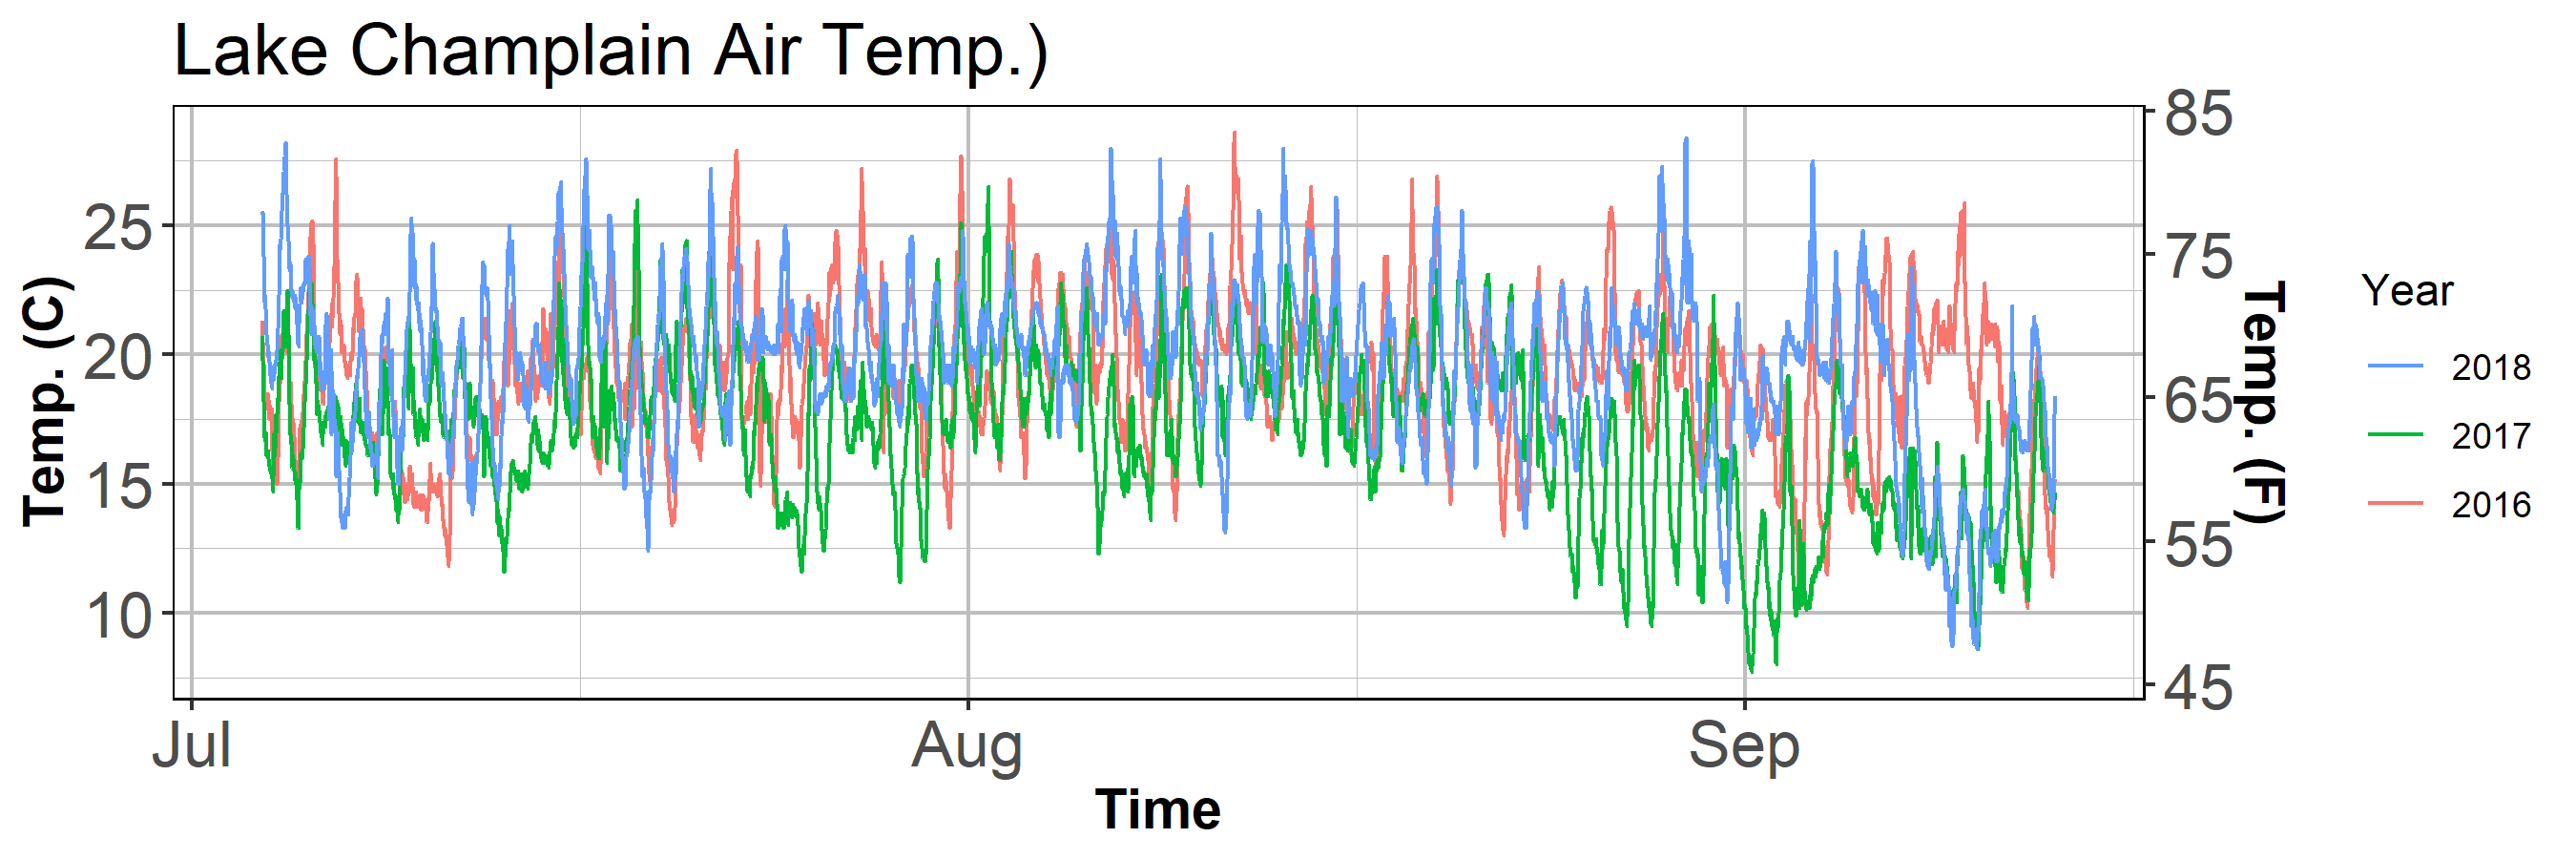 Lake Champlain Air Temp.)
Temp. (C)
25
20
15
10
85
75
65
55
45
Temp. (F)
Jul
Aug
Sep
Time
Year
2018
2017
2016